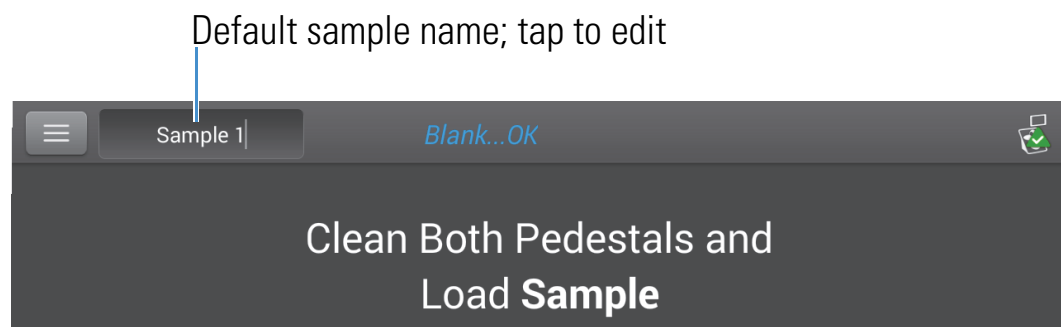 Default sample name; tap to edit
Sample 1
Blank...OK
Clean Both Pedestals and
Load Sample